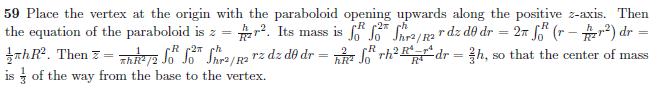 59 Place the vertex at the origin with the paraboloid opening upwards along the positive z-axis. Then
the equation of the paraboloid is z = h/R² r². Its mass is ∫₀^R ∫₀^2π ∫_{hr²/R²}^h r dz dθ dr = 2π ∫₀^R (r − h/R² r²) dr =
½πhR². Then z̅ = 1/(πhR²/2) ∫₀^R ∫₀^2π ∫_{hr²/R²}^h rz dz dθ dr = 2/(hR²) ∫₀^R rh² (R⁴−r⁴)/R⁴ dr = ⅔h, so that the center of mass
is ⅓ of the way from the base to the vertex.